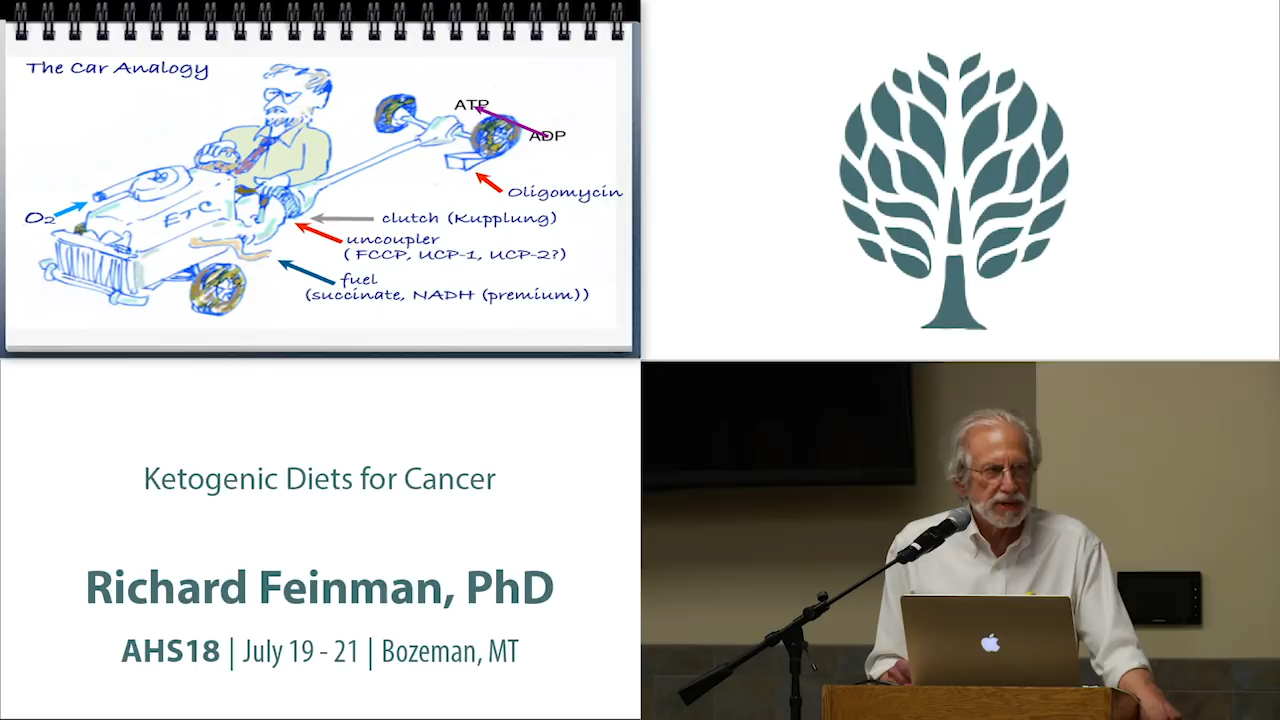 The Car Analogy
ATP
ADP
Oligomycin
O2
ETC
clutch (Kupplung)
uncoupler
( FCCP, UCP-1, UCP-2?)
fuel
(succinate, NADH (premium))
Ketogenic Diets for Cancer
Richard Feinman, PhD
AHS18 | July 19 - 21 | Bozeman, MT